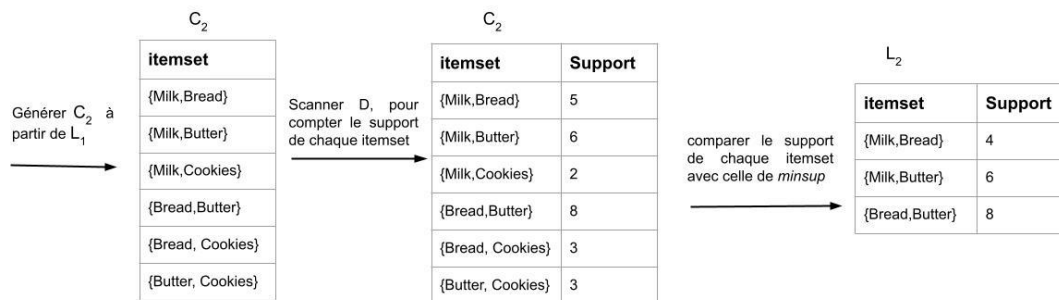 C2
C2
L2
itemset
{Milk,Bread}
{Milk,Butter}
{Milk,Cookies}
{Bread,Butter}
{Bread, Cookies}
{Butter, Cookies}
Générer C2 à
partir de L1
Scanner D, pour
compter le support
de chaque itemset
itemset Support
{Milk,Bread} 5
{Milk,Butter} 6
{Milk,Cookies} 2
{Bread,Butter} 8
{Bread, Cookies} 3
{Butter, Cookies} 3
comparer le support
de chaque itemset
avec celle de minsup
itemset Support
{Milk,Bread} 4
{Milk,Butter} 6
{Bread,Butter} 8